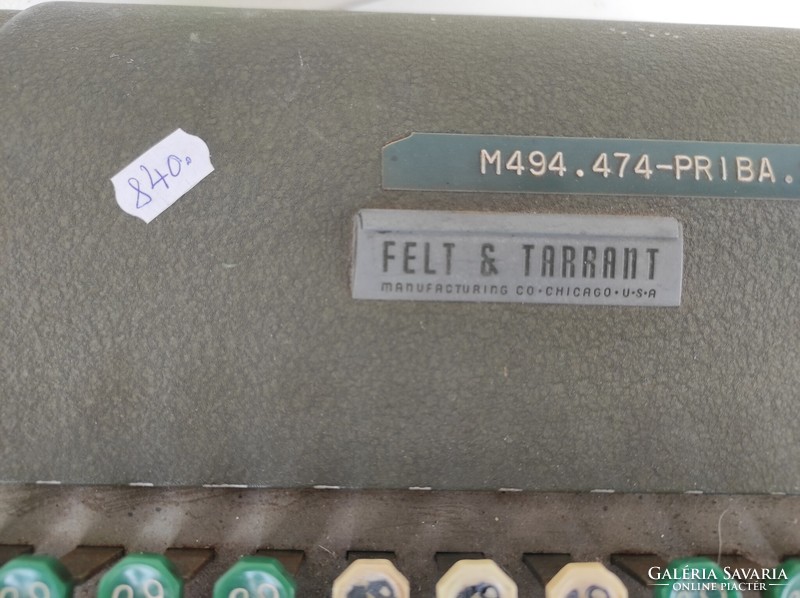 840.
M494.474-PRIBA.
FELT & TARRANT
MANUFACTURING CO • CHICAGO • U•S•A
GALÉRIA SAVARIA
ONLINE PIACTÉR